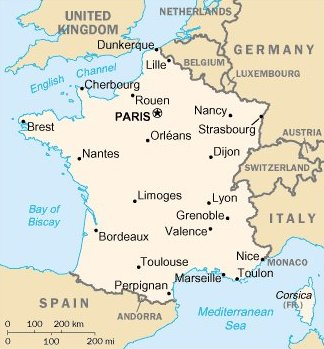 UNITED
KINGDOM
NETHERLANDS
Dunkerque
GERMANY
Lille
BELGIUM
LUXEMBOURG
English Channel
Cherbourg
Rouen
PARIS
Nancy
Strasbourg
Brest
Orléans
AUSTRIA
Nantes
Dijon
SWITZERLAND
Limoges
Lyon
Bay of
Biscay
Grenoble
ITALY
Bordeaux
Valence
Toulouse
Nice
MONACO
Marseille
Toulon
Perpignan
Corsica
(FR.)
SPAIN
ANDORRA
Mediterranean
Sea
0 100 200 km
0 100 200 mi